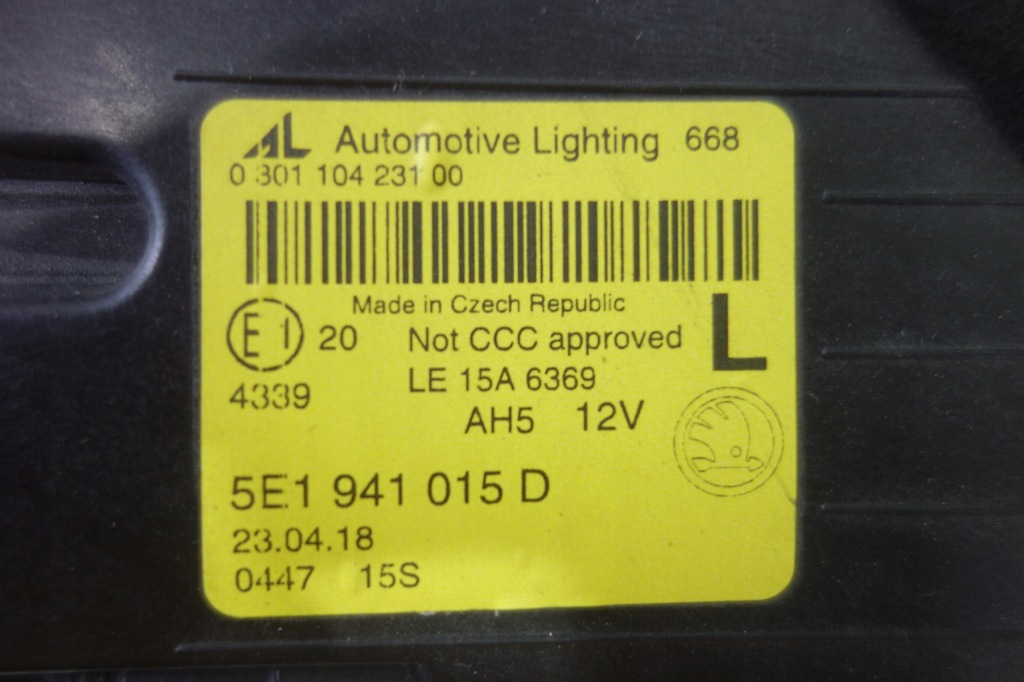 AL Automotive Lighting 668
0 301 104 231 00
Made in Czech Republic
E1 20 Not CCC approved L
4339 LE 15A 6369
AH5 12V
5E1 941 015 D
23.04.18
0447 15S